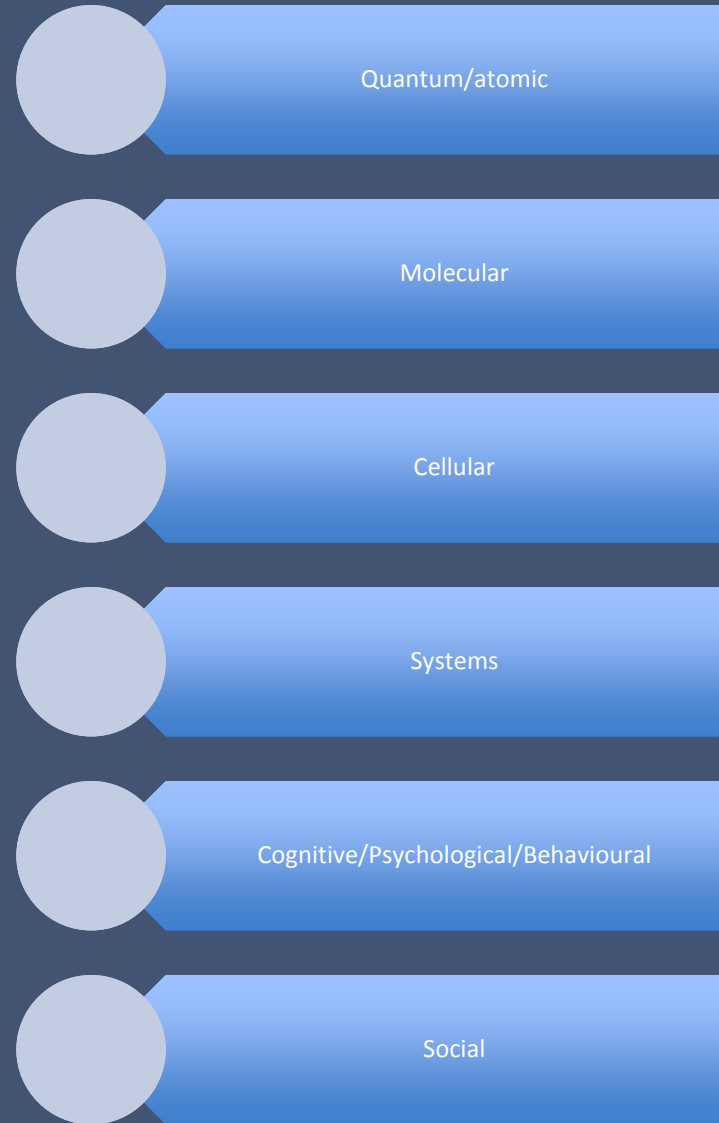 Quantum/atomic
Molecular
Cellular
Systems
Cognitive/Psychological/Behavioural
Social